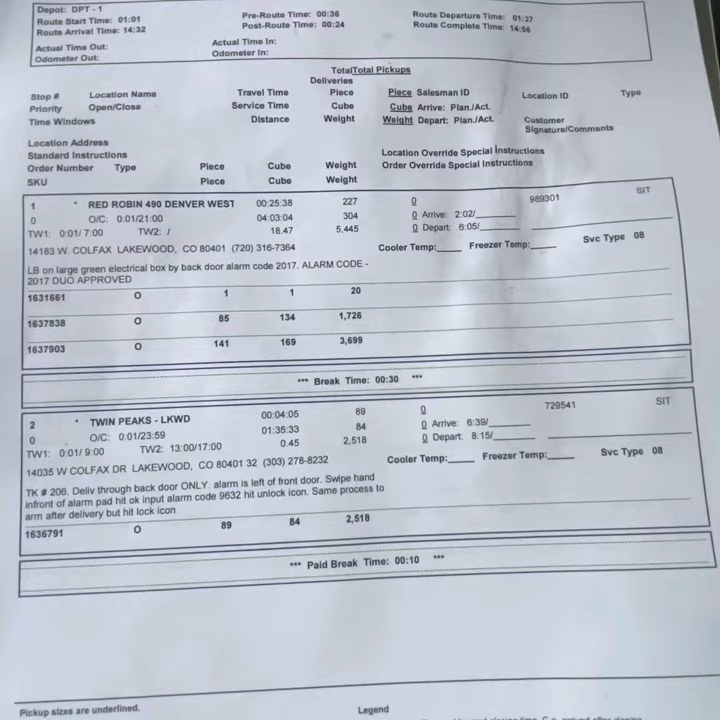 Depot: DPT - 1
Route Start Time: 01:01 Pre-Route Time: 00:36 Route Departure Time: 01:37
Route Arrival Time: 14:32 Post-Route Time: 00:24 Route Complete Time: 14:56
Actual Time Out: Actual Time In:
Odometer Out: Odometer In:
Total Total Pickups
Deliveries
Stop # Location Name Travel Time Piece Piece Salesman ID Location ID Type
Priority Open/Close Service Time Cube Cube Arrive: Plan./Act.
Time Windows Distance Weight Weight Depart: Plan./Act. Customer
Signature/Comments
Location Address
Standard Instructions Location Override Special Instructions
Order Number Type Piece Cube Weight Order Override Special Instructions
SKU Piece Cube Weight
1 * RED ROBIN 490 DENVER WEST 00:25:38 227 0 989301 SIT
0 O/C: 0:01/21:00 04:03:04 304 0 Arrive: 2:02/
TW1: 0:01/ 7:00 TW2: / 18.47 5,445 0 Depart: 6:05/
14183 W. COLFAX LAKEWOOD, CO 80401 (720) 316-7364 Cooler Temp: Freezer Temp: Svc Type 08
LB on large green electrical box by back door alarm code 2017. ALARM CODE -
2017 DUO APPROVED
1631661 O 1 1 20
1637838 O 85 134 1,726
1637903 O 141 169 3,699
*** Break Time: 00:30 ***
2 * TWIN PEAKS - LKWD 00:04:05 89 0 729541 SIT
0 O/C: 0:01/23:59 01:35:33 84 0 Arrive: 6:39/
TW1: 0:01/ 9:00 TW2: 13:00/17:00 0.45 2,518 0 Depart: 8:15/
14035 W COLFAX DR LAKEWOOD, CO 80401 32 (303) 278-8232 Cooler Temp: Freezer Temp: Svc Type 08
TK # 206. Deliv through back door ONLY. alarm is left of front door. Swipe hand
infront of alarm pad hit ok input alarm code 9632 hit unlock icon. Same process to
arm after delivery but hit lock icon
1636791 O 89 84 2,518
*** Paid Break Time: 00:10 ***
Pickup sizes are underlined. Legend